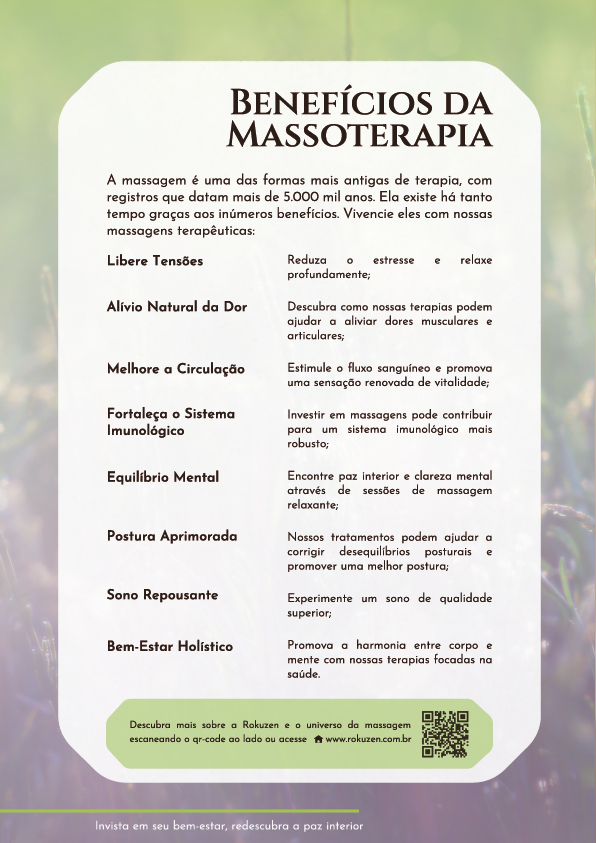 BENEFÍCIOS DA
MASSOTERAPIA
A massagem é uma das formas mais antigas de terapia, com
registros que datam mais de 5.000 mil anos. Ela existe há tanto
tempo graças aos inúmeros benefícios. Vivencie eles com nossas
massagens terapêuticas:
Libere Tensões
Reduza o estresse e relaxe
profundamente;
Alívio Natural da Dor
Descubra como nossas terapias podem
ajudar a aliviar dores musculares e
articulares;
Melhore a Circulação
Estimule o fluxo sanguíneo e promova
uma sensação renovada de vitalidade;
Fortaleça o Sistema
Imunológico
Investir em massagens pode contribuir
para um sistema imunológico mais
robusto;
Equilíbrio Mental
Encontre paz interior e clareza mental
através de sessões de massagem
relaxante;
Postura Aprimorada
Nossos tratamentos podem ajudar a
corrigir desequilíbrios posturais e
promover uma melhor postura;
Sono Repousante
Experimente um sono de qualidade
superior;
Bem-Estar Holístico
Promova a harmonia entre corpo e
mente com nossas terapias focadas na
saúde.
Descubra mais sobre a Rokuzen e o universo da massagem
escaneando o qr-code ao lado ou acesse www.rokuzen.com.br
Invista em seu bem-estar, redescubra a paz interior